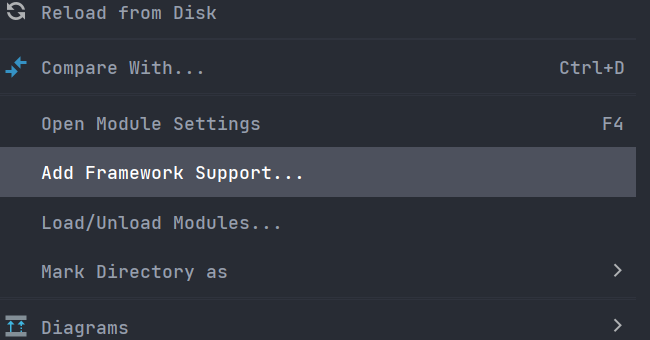 Reload from Disk
Compare With... Ctrl+D
Open Module Settings F4
Add Framework Support...
Load/Unload Modules...
Mark Directory as
Diagrams